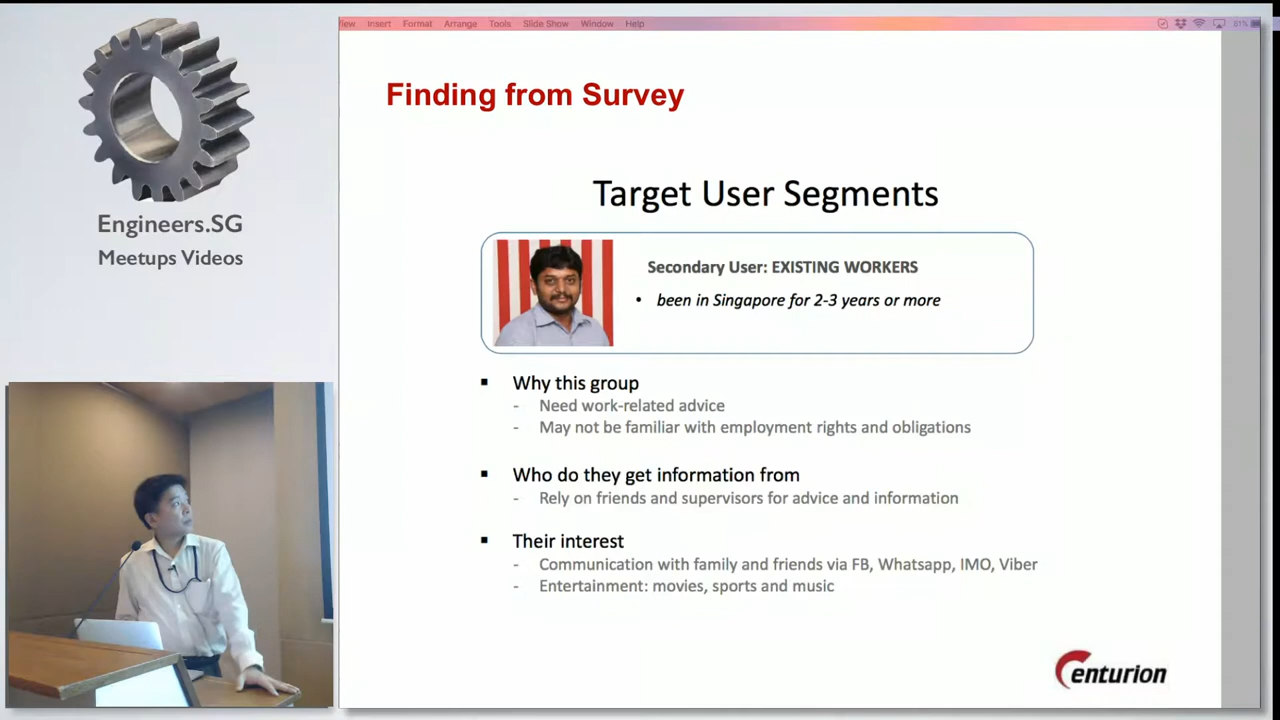 View Insert Format Arrange Tools Slide Show Window Help
81%
Finding from Survey
Target User Segments
Secondary User: EXISTING WORKERS
• been in Singapore for 2-3 years or more
▪ Why this group
- Need work-related advice
- May not be familiar with employment rights and obligations
▪ Who do they get information from
- Rely on friends and supervisors for advice and information
▪ Their interest
- Communication with family and friends via FB, Whatsapp, IMO, Viber
- Entertainment: movies, sports and music
Centurion
Engineers.SG
Meetups Videos